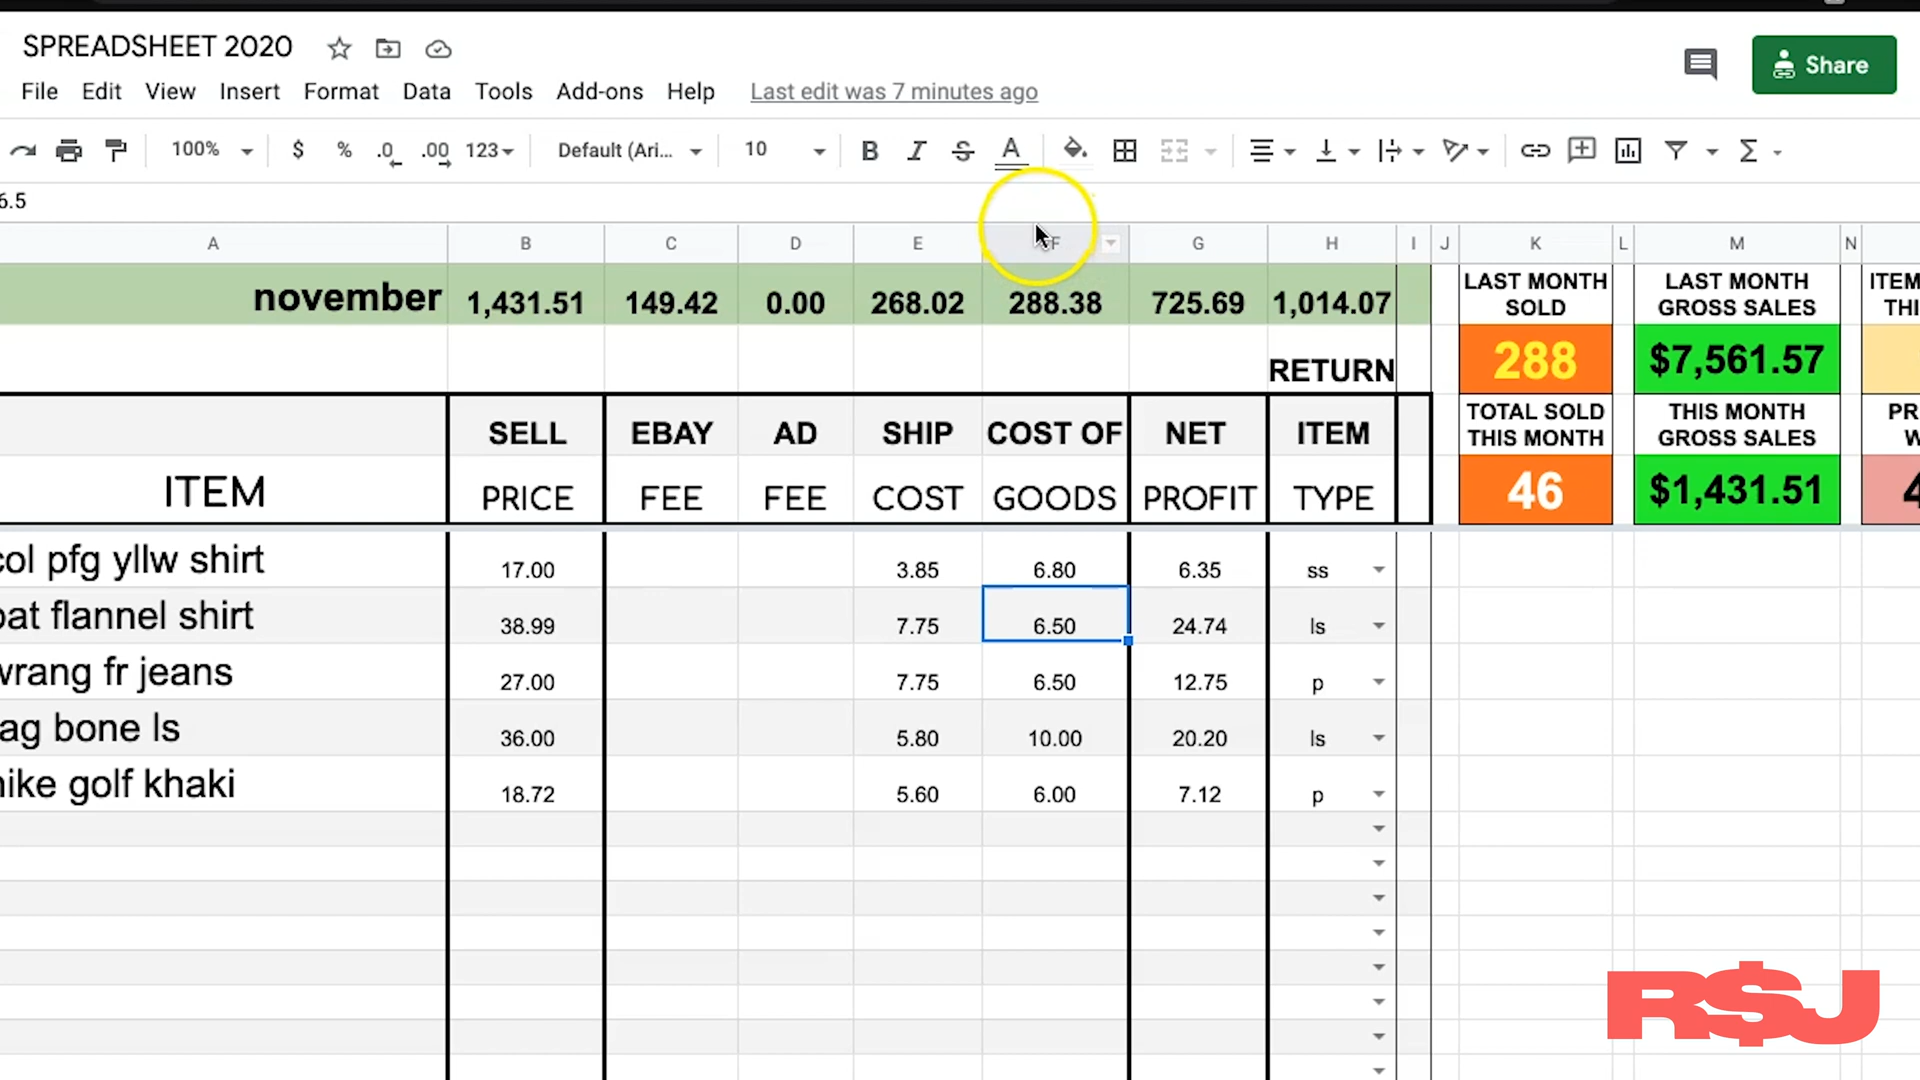 SPREADSHEET 2020
Share
File Edit View Insert Format Data Tools Add-ons Help Last edit was 7 minutes ago
100% $ % .0 .00 123 Default (Ari... 10 B I S A Σ
6.5
A B C D E F G H I J K L M N
november 1,431.51 149.42 0.00 268.02 288.38 725.69 1,014.07
LAST MONTH SOLD
288
LAST MONTH GROSS SALES
$7,561.57
RETURN
TOTAL SOLD THIS MONTH
46
THIS MONTH GROSS SALES
$1,431.51
ITEM
SELL PRICE
EBAY FEE
AD FEE
SHIP COST
COST OF GOODS
NET PROFIT
ITEM TYPE
col pfg yllw shirt 17.00 3.85 6.80 6.35 ss
pat flannel shirt 38.99 7.75 6.50 24.74 ls
wrang fr jeans 27.00 7.75 6.50 12.75 p
ag bone ls 36.00 5.80 10.00 20.20 ls
nike golf khaki 18.72 5.60 6.00 7.12 p
R$J